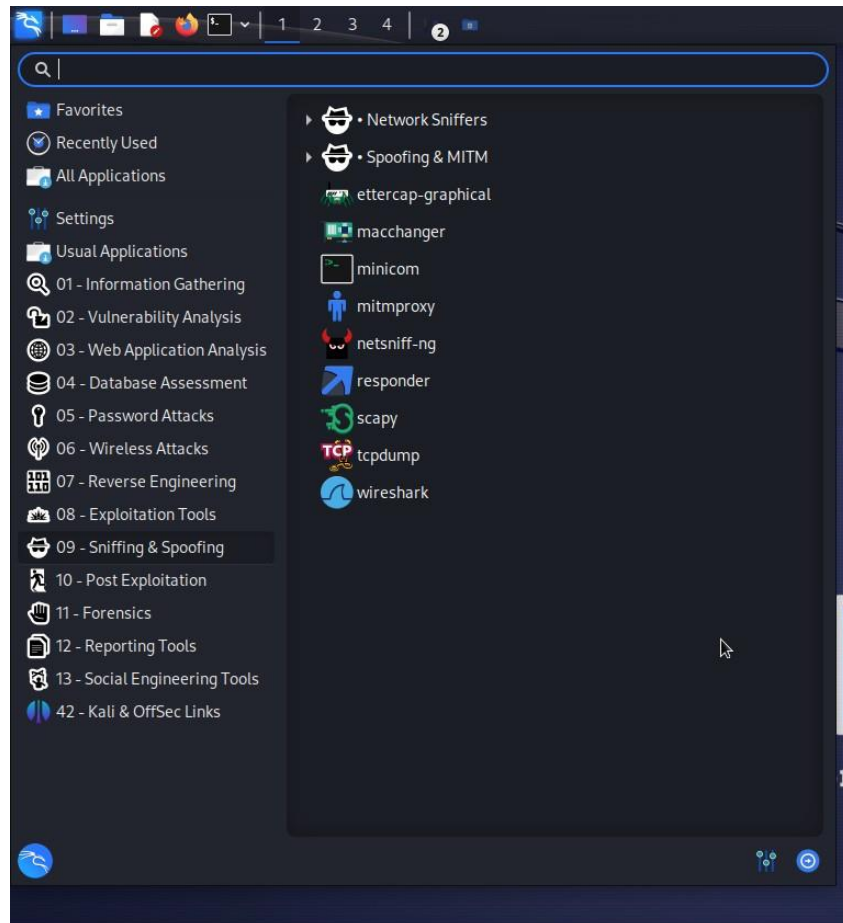 1 2 3 4 2
Favorites
Recently Used
All Applications
Settings
Usual Applications
01 - Information Gathering
02 - Vulnerability Analysis
03 - Web Application Analysis
04 - Database Assessment
05 - Password Attacks
06 - Wireless Attacks
07 - Reverse Engineering
08 - Exploitation Tools
09 - Sniffing & Spoofing
10 - Post Exploitation
11 - Forensics
12 - Reporting Tools
13 - Social Engineering Tools
42 - Kali & OffSec Links
• Network Sniffers
• Spoofing & MITM
ettercap-graphical
macchanger
minicom
mitmproxy
netsniff-ng
responder
scapy
TCP tcpdump
wireshark